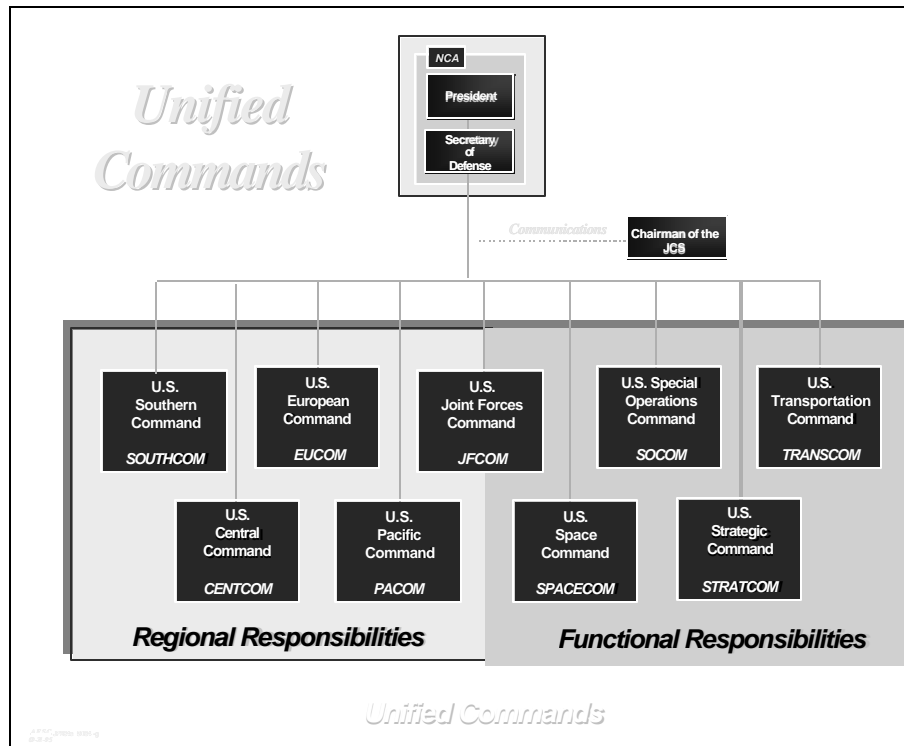 Unified
Commands
NCA
President
Secretary
of
Defense
Communications
Chairman of the
JCS
U.S.
Southern
Command
SOUTHCOM
U.S.
European
Command
EUCOM
U.S.
Joint Forces
Command
JFCOM
U.S. Special
Operations
Command
SOCOM
U.S.
Transportation
Command
TRANSCOM
U.S.
Central
Command
CENTCOM
U.S.
Pacific
Command
PACOM
U.S.
Space
Command
SPACECOM
U.S.
Strategic
Command
STRATCOM
Regional Responsibilities
Functional Responsibilities
Unified Commands